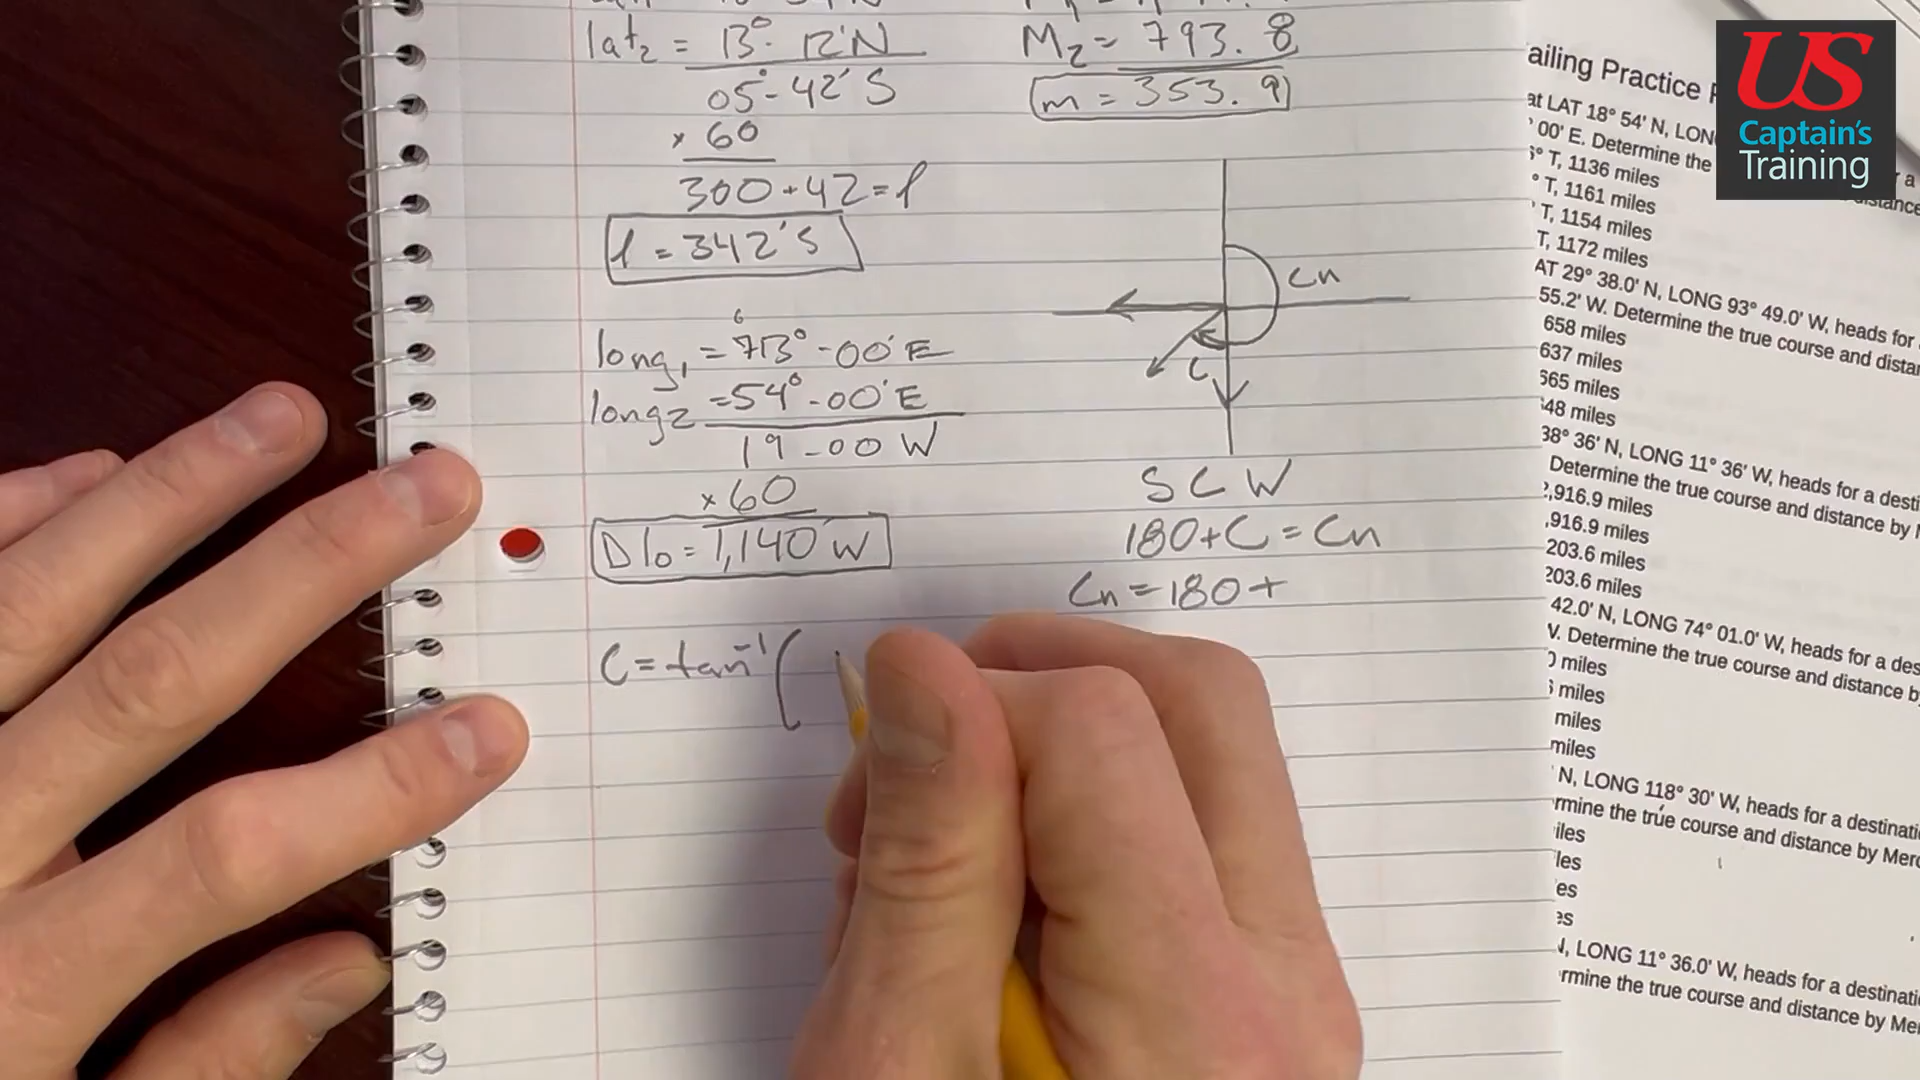 lat₂ = 13° - 12'N
05° - 42' S
× 60
300 + 42 = l
l = 342' S
long₁ = 73° - 00' E
6
long2 = 54° - 00' E
19 - 00 W
× 60
Dlo = 1,140' W
C = tan⁻¹(
M₂ = 793.8
m = 353.9
Cn
C
S C W
180 + C = Cn
Cn = 180 +
US
Captain's
Training
ailing Practice P
at LAT 18° 54' N, LON
' 00' E. Determine the
° T, 1136 miles
° T, 1161 miles
T, 1154 miles
T, 1172 miles
AT 29° 38.0' N, LONG 93° 49.0' W, heads for
55.2' W. Determine the true course and dista
658 miles
637 miles
665 miles
48 miles
38° 36' N, LONG 11° 36' W, heads for a desti
Determine the true course and distance by
,916.9 miles
,916.9 miles
203.6 miles
203.6 miles
42.0' N, LONG 74° 01.0' W, heads for a des
V. Determine the true course and distance b
0 miles
miles
miles
miles
N, LONG 118° 30' W, heads for a destinati
rmine the true course and distance by Merc
iles
les
es
es
N, LONG 11° 36.0' W, heads for a destinati
rmine the true course and distance by Me